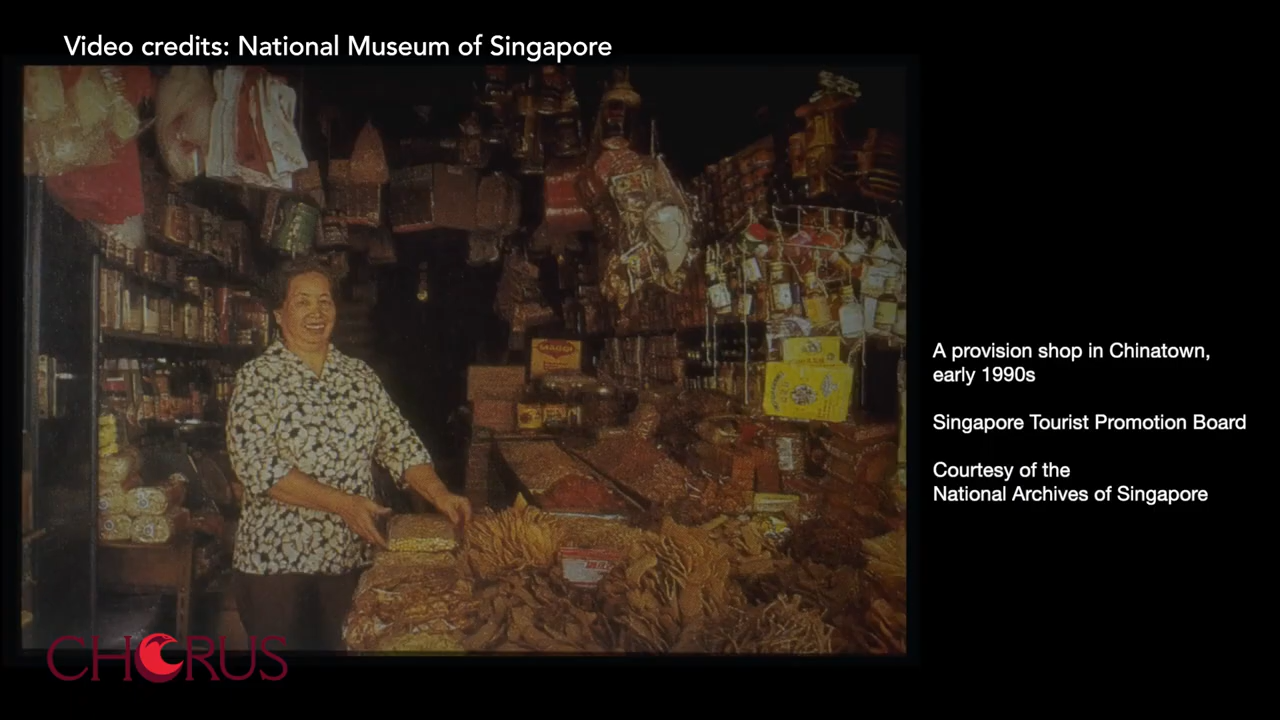 Video credits: National Museum of Singapore
MAGGI
A provision shop in Chinatown,
early 1990s
Singapore Tourist Promotion Board
Courtesy of the
National Archives of Singapore
CHORUS